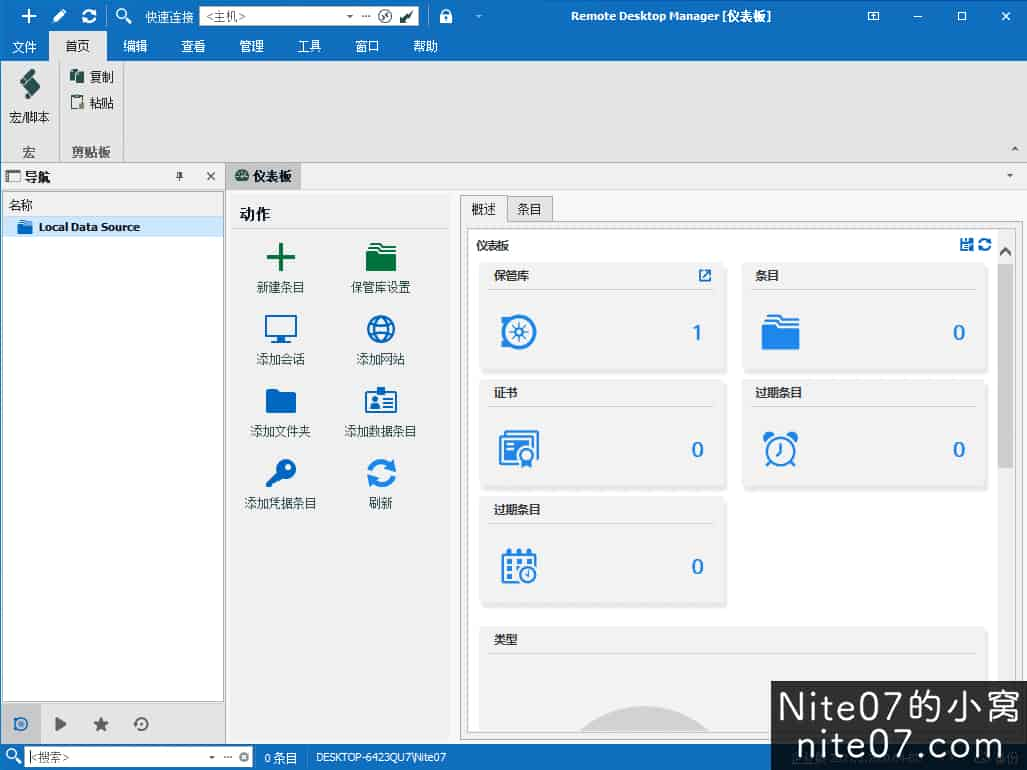 快速连接 <主机> Remote Desktop Manager [仪表板]
文件 首页 编辑 查看 管理 工具 窗口 帮助
宏/脚本
复制
粘贴
宏 剪贴板
导航
名称
Local Data Source
仪表板
动作
新建条目 保管库设置
添加会话 添加网站
添加文件夹 添加数据条目
添加凭据条目 刷新
概述 条目
仪表板
保管库
1
条目
0
证书
0
过期条目
0
过期条目
0
类型
<搜索> 0 条目 DESKTOP-6423QU7\Nite07
Nite07的小窝
nite07.com